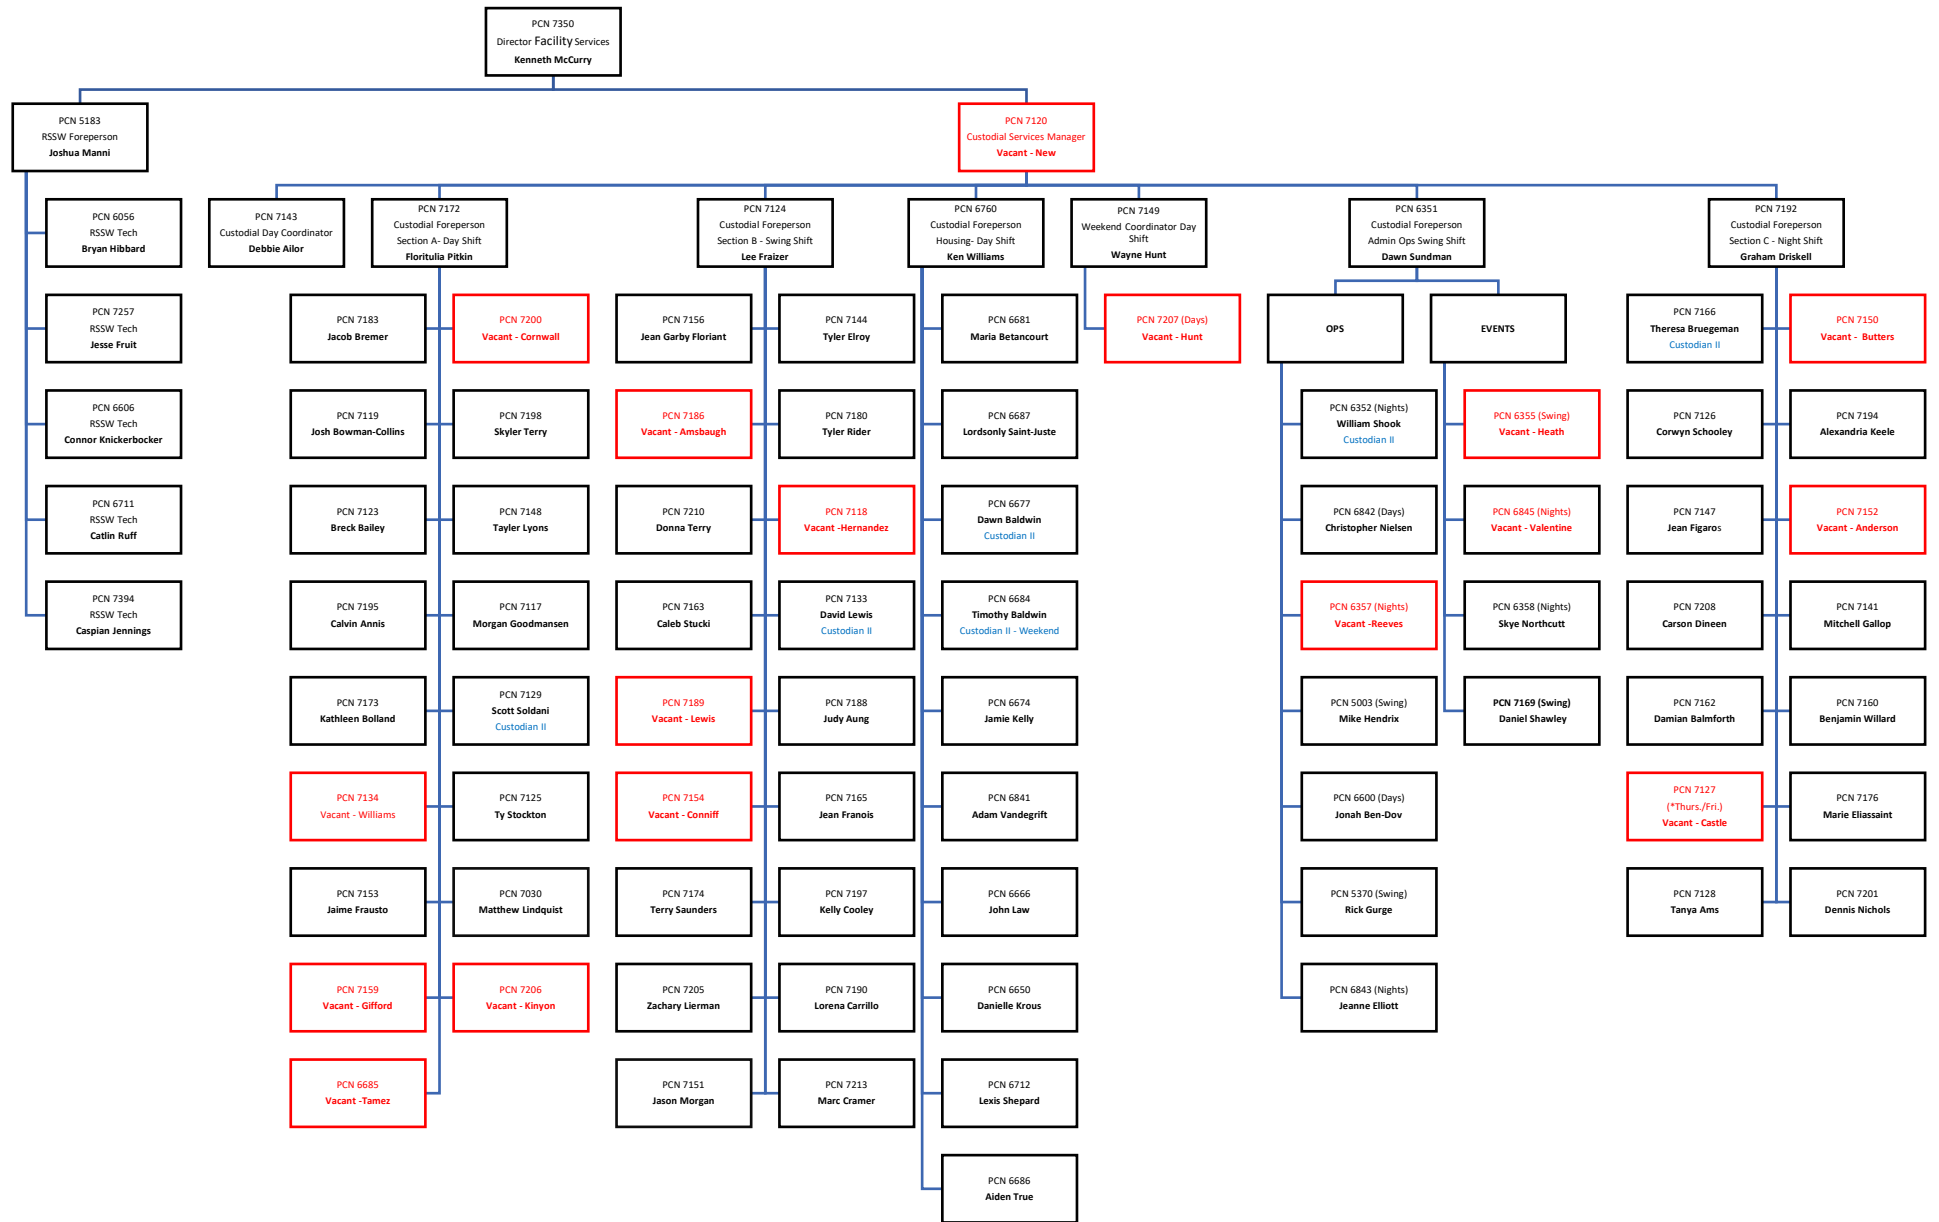 PCN 7350
Director Facility Services
Kenneth McCurry
PCN 5183
RSSW Foreperson
Joshua Manni
PCN 7120
Custodial Services Manager
Vacant - New
PCN 6056
RSSW Tech
Bryan Hibbard
PCN 7257
RSSW Tech
Jesse Fruit
PCN 6606
RSSW Tech
Connor Knickerbocker
PCN 6711
RSSW Tech
Catlin Ruff
PCN 7394
RSSW Tech
Caspian Jennings
PCN 7143
Custodial Day Coordinator
Debbie Ailor
PCN 7172
Custodial Foreperson
Section A- Day Shift
Floritulia Pitkin
PCN 7183
Jacob Bremer
PCN 7200
Vacant - Cornwall
PCN 7119
Josh Bowman-Collins
PCN 7198
Skyler Terry
PCN 7123
Breck Bailey
PCN 7148
Tayler Lyons
PCN 7195
Calvin Annis
PCN 7117
Morgan Goodmansen
PCN 7173
Kathleen Bolland
PCN 7129
Scott Soldani
Custodian II
PCN 7134
Vacant - Williams
PCN 7125
Ty Stockton
PCN 7153
Jaime Frausto
PCN 7030
Matthew Lindquist
PCN 7159
Vacant - Gifford
PCN 7206
Vacant - Kinyon
PCN 6685
Vacant -Tamez
PCN 7124
Custodial Foreperson
Section B - Swing Shift
Lee Fraizer
PCN 7156
Jean Garby Floriant
PCN 7144
Tyler Elroy
PCN 7186
Vacant - Amsbaugh
PCN 7180
Tyler Rider
PCN 7210
Donna Terry
PCN 7118
Vacant -Hernandez
PCN 7163
Caleb Stucki
PCN 7133
David Lewis
Custodian II
PCN 7189
Vacant - Lewis
PCN 7188
Judy Aung
PCN 7154
Vacant - Conniff
PCN 7165
Jean Franois
PCN 7174
Terry Saunders
PCN 7197
Kelly Cooley
PCN 7205
Zachary Lierman
PCN 7190
Lorena Carrillo
PCN 7151
Jason Morgan
PCN 7213
Marc Cramer
PCN 6760
Custodial Foreperson
Housing- Day Shift
Ken Williams
PCN 6681
Maria Betancourt
PCN 6687
Lordsonly Saint-Juste
PCN 6677
Dawn Baldwin
Custodian II
PCN 6684
Timothy Baldwin
Custodian II - Weekend
PCN 6674
Jamie Kelly
PCN 6841
Adam Vandegrift
PCN 6666
John Law
PCN 6650
Danielle Krous
PCN 6712
Lexis Shepard
PCN 6686
Aiden True
PCN 7149
Weekend Coordinator Day
Shift
Wayne Hunt
PCN 7207 (Days)
Vacant - Hunt
PCN 6351
Custodial Foreperson
Admin Ops Swing Shift
Dawn Sundman
OPS
EVENTS
PCN 6352 (Nights)
William Shook
Custodian II
PCN 6355 (Swing)
Vacant - Heath
PCN 6842 (Days)
Christopher Nielsen
PCN 6845 (Nights)
Vacant - Valentine
PCN 6357 (Nights)
Vacant -Reeves
PCN 6358 (Nights)
Skye Northcutt
PCN 5003 (Swing)
Mike Hendrix
PCN 7169 (Swing)
Daniel Shawley
PCN 6600 (Days)
Jonah Ben-Dov
PCN 5370 (Swing)
Rick Gurge
PCN 6843 (Nights)
Jeanne Elliott
PCN 7192
Custodial Foreperson
Section C - Night Shift
Graham Driskell
PCN 7166
Theresa Bruegeman
Custodian II
PCN 7150
Vacant - Butters
PCN 7126
Corwyn Schooley
PCN 7194
Alexandria Keele
PCN 7147
Jean Figaros
PCN 7152
Vacant - Anderson
PCN 7208
Carson Dineen
PCN 7141
Mitchell Gallop
PCN 7162
Damian Balmforth
PCN 7160
Benjamin Willard
PCN 7127
(*Thurs./Fri.)
Vacant - Castle
PCN 7176
Marie Eliassaint
PCN 7128
Tanya Ams
PCN 7201
Dennis Nichols